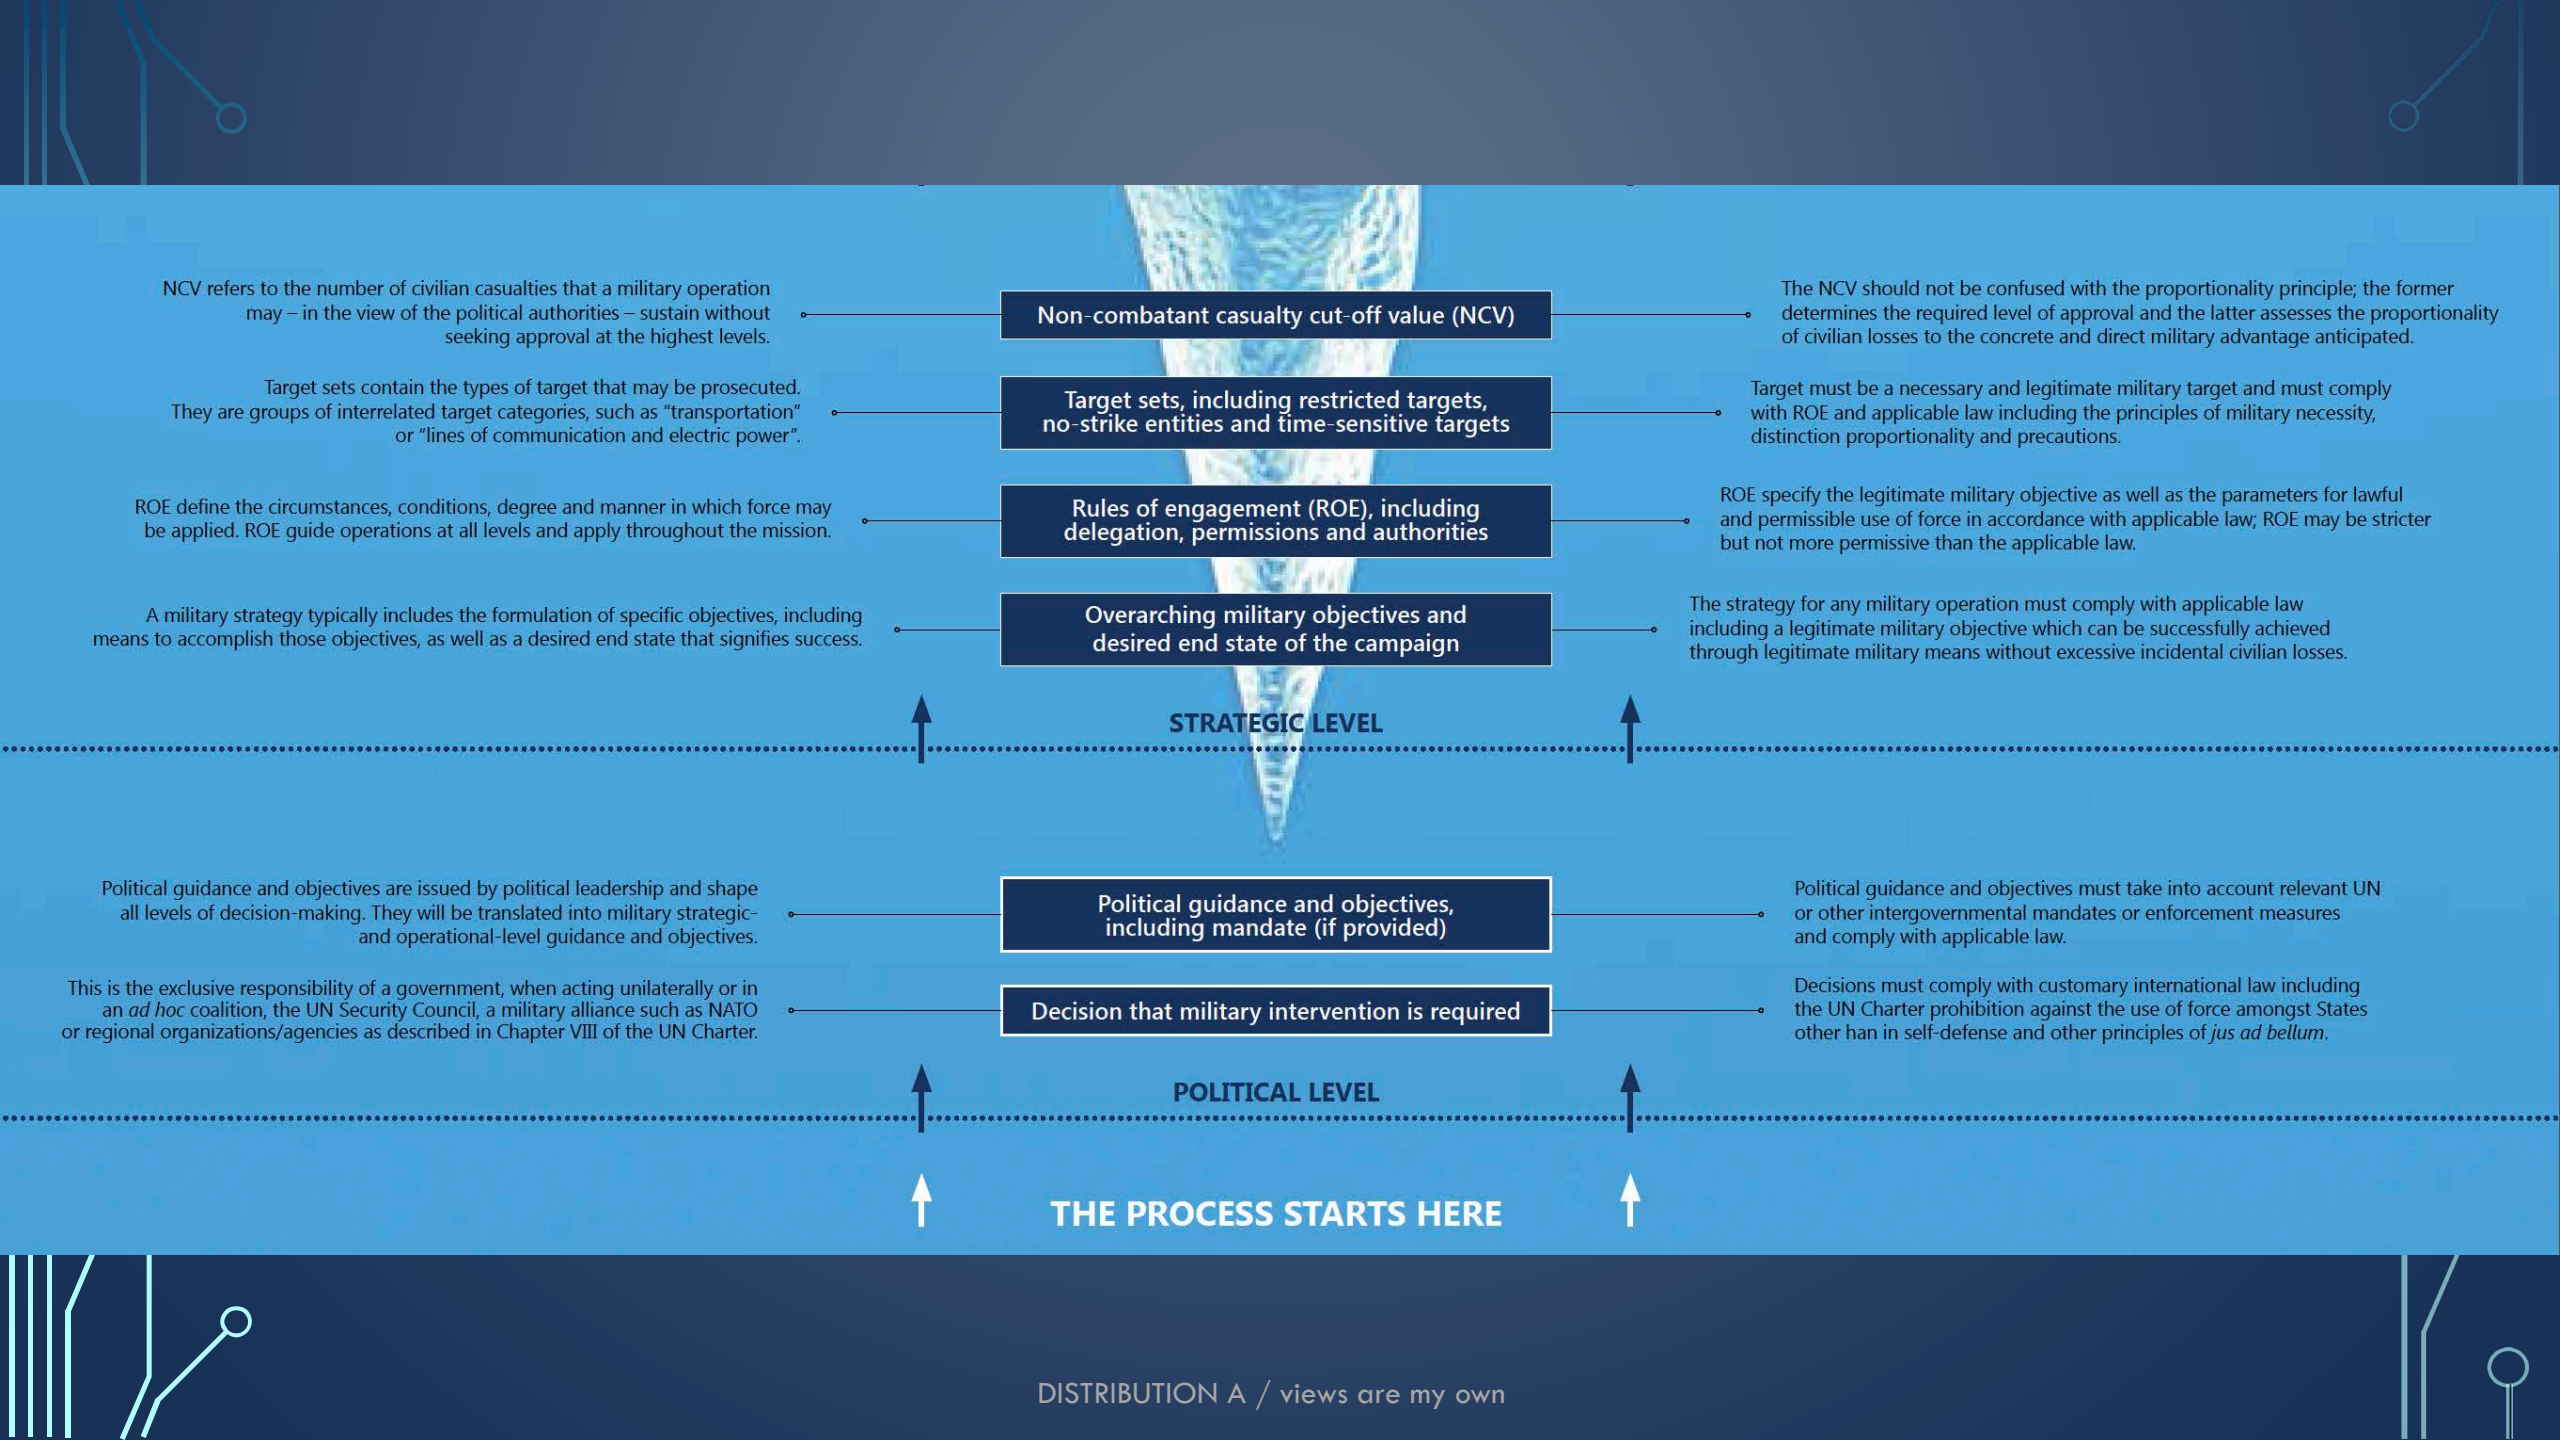 NCV refers to the number of civilian casualties that a military operation
may – in the view of the political authorities – sustain without
seeking approval at the highest levels.
Non-combatant casualty cut-off value (NCV)
The NCV should not be confused with the proportionality principle; the former
determines the required level of approval and the latter assesses the proportionality
of civilian losses to the concrete and direct military advantage anticipated.
Target sets contain the types of target that may be prosecuted.
They are groups of interrelated target categories, such as “transportation”
or “lines of communication and electric power”.
Target sets, including restricted targets,
no-strike entities and time-sensitive targets
Target must be a necessary and legitimate military target and must comply
with ROE and applicable law including the principles of military necessity,
distinction proportionality and precautions.
ROE define the circumstances, conditions, degree and manner in which force may
be applied. ROE guide operations at all levels and apply throughout the mission.
Rules of engagement (ROE), including
delegation, permissions and authorities
ROE specify the legitimate military objective as well as the parameters for lawful
and permissible use of force in accordance with applicable law; ROE may be stricter
but not more permissive than the applicable law.
A military strategy typically includes the formulation of specific objectives, including
means to accomplish those objectives, as well as a desired end state that signifies success.
Overarching military objectives and
desired end state of the campaign
The strategy for any military operation must comply with applicable law
including a legitimate military objective which can be successfully achieved
through legitimate military means without excessive incidental civilian losses.
STRATEGIC LEVEL
Political guidance and objectives are issued by political leadership and shape
all levels of decision-making. They will be translated into military strategic-
and operational-level guidance and objectives.
Political guidance and objectives,
including mandate (if provided)
Political guidance and objectives must take into account relevant UN
or other intergovernmental mandates or enforcement measures
and comply with applicable law.
This is the exclusive responsibility of a government, when acting unilaterally or in
an ad hoc coalition, the UN Security Council, a military alliance such as NATO
or regional organizations/agencies as described in Chapter VIII of the UN Charter.
Decision that military intervention is required
Decisions must comply with customary international law including
the UN Charter prohibition against the use of force amongst States
other han in self-defense and other principles of jus ad bellum.
POLITICAL LEVEL
THE PROCESS STARTS HERE
DISTRIBUTION A / views are my own